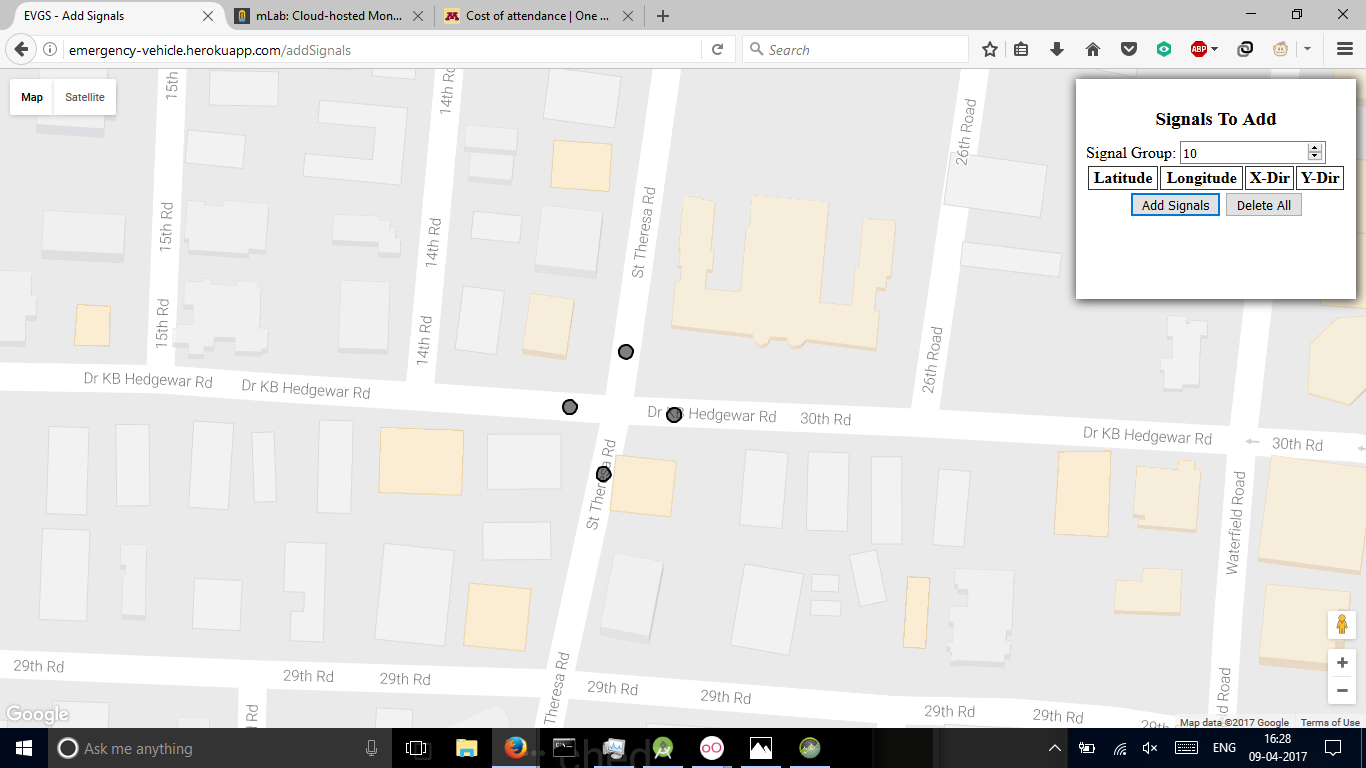 EVGS - Add Signals
mLab: Cloud-hosted Mon...
Cost of attendance | One ...
emergency-vehicle.herokuapp.com/addSignals
Search
ABP
Map Satellite
Signals To Add
Signal Group: 10
Latitude Longitude X-Dir Y-Dir
Add Signals Delete All
15th
14th Rd
26th Road
15th Rd
14th Rd
St Theresa Rd
15th Rd
14th Rd
26th Road
Dr KB Hedgewar Rd
Dr KB Hedgewar Rd
Dr KB Hedgewar Rd
30th Rd
Dr KB Hedgewar Rd
30th Rd
St Theresa Rd
Waterfield Road
29th Rd
29th Rd
29th Rd
29th Rd
29th Rd
29th Rd
29th Rd
29th
Theresa Rd
Rd
d Road
Google
Map data ©2017 Google Terms of Use
Ask me anything
ENG
16:28
09-04-2017